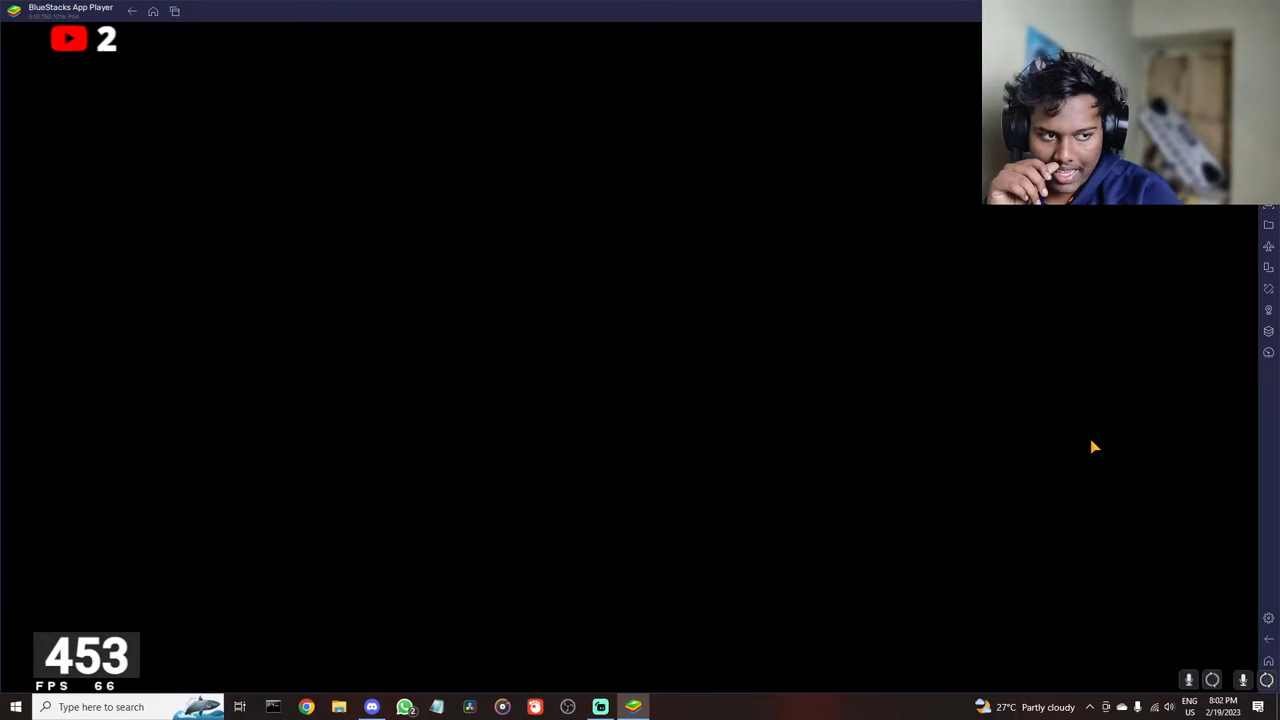 BlueStacks App Player
2
453
FPS 66
Type here to search
2
27°C Partly cloudy
ENG
US
8:02 PM
2/19/2023